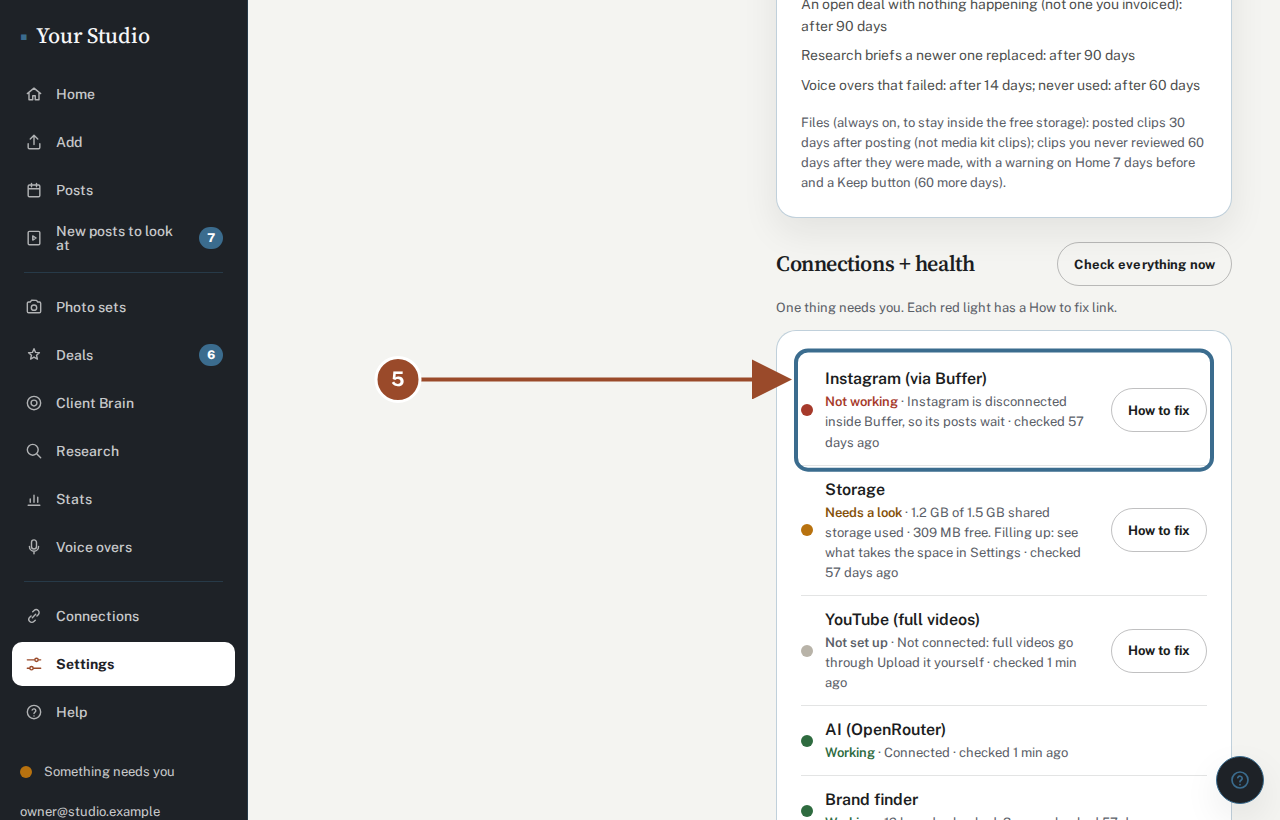 Your Studio
Home
Add
Posts
New posts to look
at
7
Photo sets
Deals
6
Client Brain
Research
Stats
Voice overs
Connections
Settings
Help
Something needs you
owner@studio.example
An open deal with nothing happening (not one you invoiced):
after 90 days
Research briefs a newer one replaced: after 90 days
Voice overs that failed: after 14 days; never used: after 60 days
Files (always on, to stay inside the free storage): posted clips 30
days after posting (not media kit clips); clips you never reviewed 60
days after they were made, with a warning on Home 7 days before
and a Keep button (60 more days).
Connections + health
Check everything now
One thing needs you. Each red light has a How to fix link.
5
Instagram (via Buffer)
Not working · Instagram is disconnected
inside Buffer, so its posts wait · checked 57
days ago
How to fix
Storage
Needs a look · 1.2 GB of 1.5 GB shared
storage used · 309 MB free. Filling up: see
what takes the space in Settings · checked
57 days ago
How to fix
YouTube (full videos)
Not set up · Not connected: full videos go
through Upload it yourself · checked 1 min
ago
How to fix
AI (OpenRouter)
Working · Connected · checked 1 min ago
Brand finder